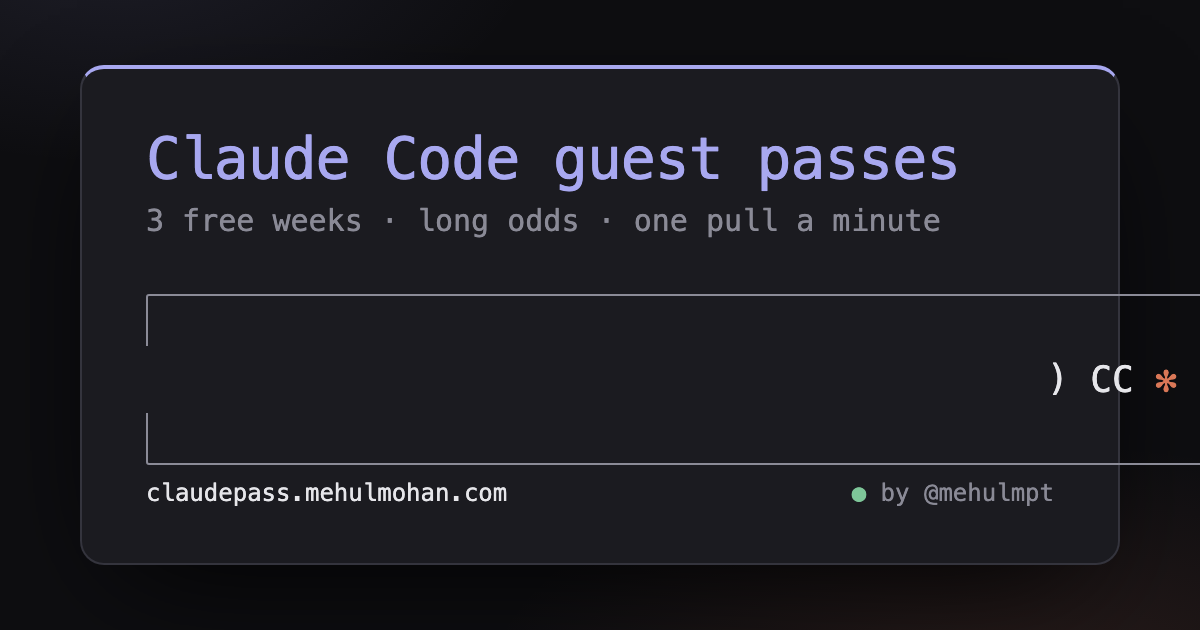 Claude Code guest passes
3 free weeks · long odds · one pull a minute
) CC ✻
claudepass.mehulmohan.com
by @mehulmpt